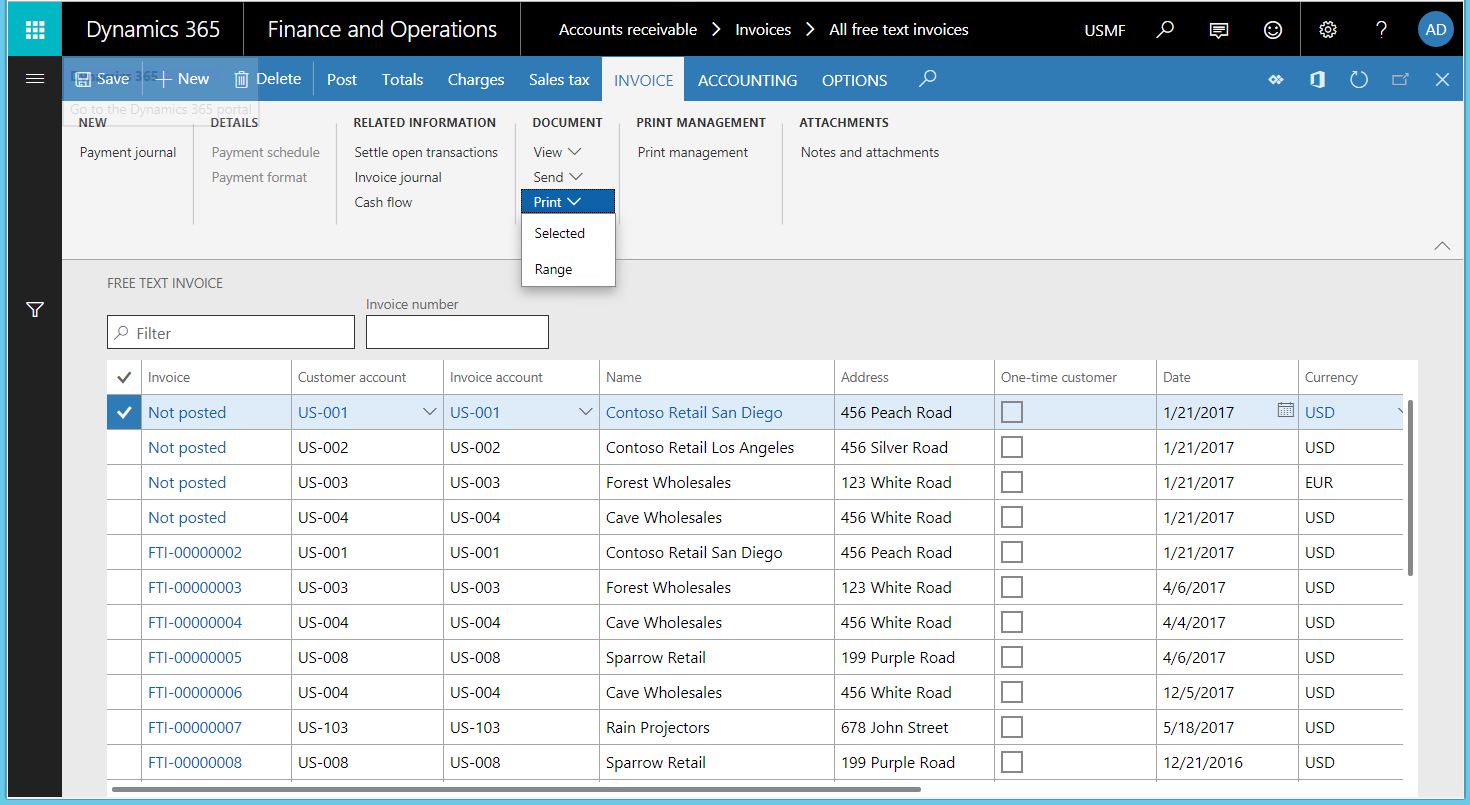 Dynamics 365 Finance and Operations Accounts receivable Invoices All free text invoices USMF ? AD
Save New Delete Post Totals Charges Sales tax INVOICE ACCOUNTING OPTIONS
Dynamics 365
Go to the Dynamics 365 portal
NEW DETAILS RELATED INFORMATION DOCUMENT PRINT MANAGEMENT ATTACHMENTS
Payment journal Payment schedule Settle open transactions View Print management Notes and attachments
Payment format Invoice journal Send
Cash flow Print
Selected
Range
FREE TEXT INVOICE
Invoice number
Filter
Invoice Customer account Invoice account Name Address One-time customer Date Currency
Not posted US-001 US-001 Contoso Retail San Diego 456 Peach Road 1/21/2017 USD
Not posted US-002 US-002 Contoso Retail Los Angeles 456 Silver Road 1/21/2017 USD
Not posted US-003 US-003 Forest Wholesales 123 White Road 1/21/2017 EUR
Not posted US-004 US-004 Cave Wholesales 456 White Road 1/21/2017 USD
FTI-00000002 US-001 US-001 Contoso Retail San Diego 456 Peach Road 1/21/2017 USD
FTI-00000003 US-003 US-003 Forest Wholesales 123 White Road 4/6/2017 USD
FTI-00000004 US-004 US-004 Cave Wholesales 456 White Road 4/4/2017 USD
FTI-00000005 US-008 US-008 Sparrow Retail 199 Purple Road 4/6/2017 USD
FTI-00000006 US-004 US-004 Cave Wholesales 456 White Road 12/5/2017 USD
FTI-00000007 US-103 US-103 Rain Projectors 678 John Street 5/18/2017 USD
FTI-00000008 US-008 US-008 Sparrow Retail 199 Purple Road 12/21/2016 USD